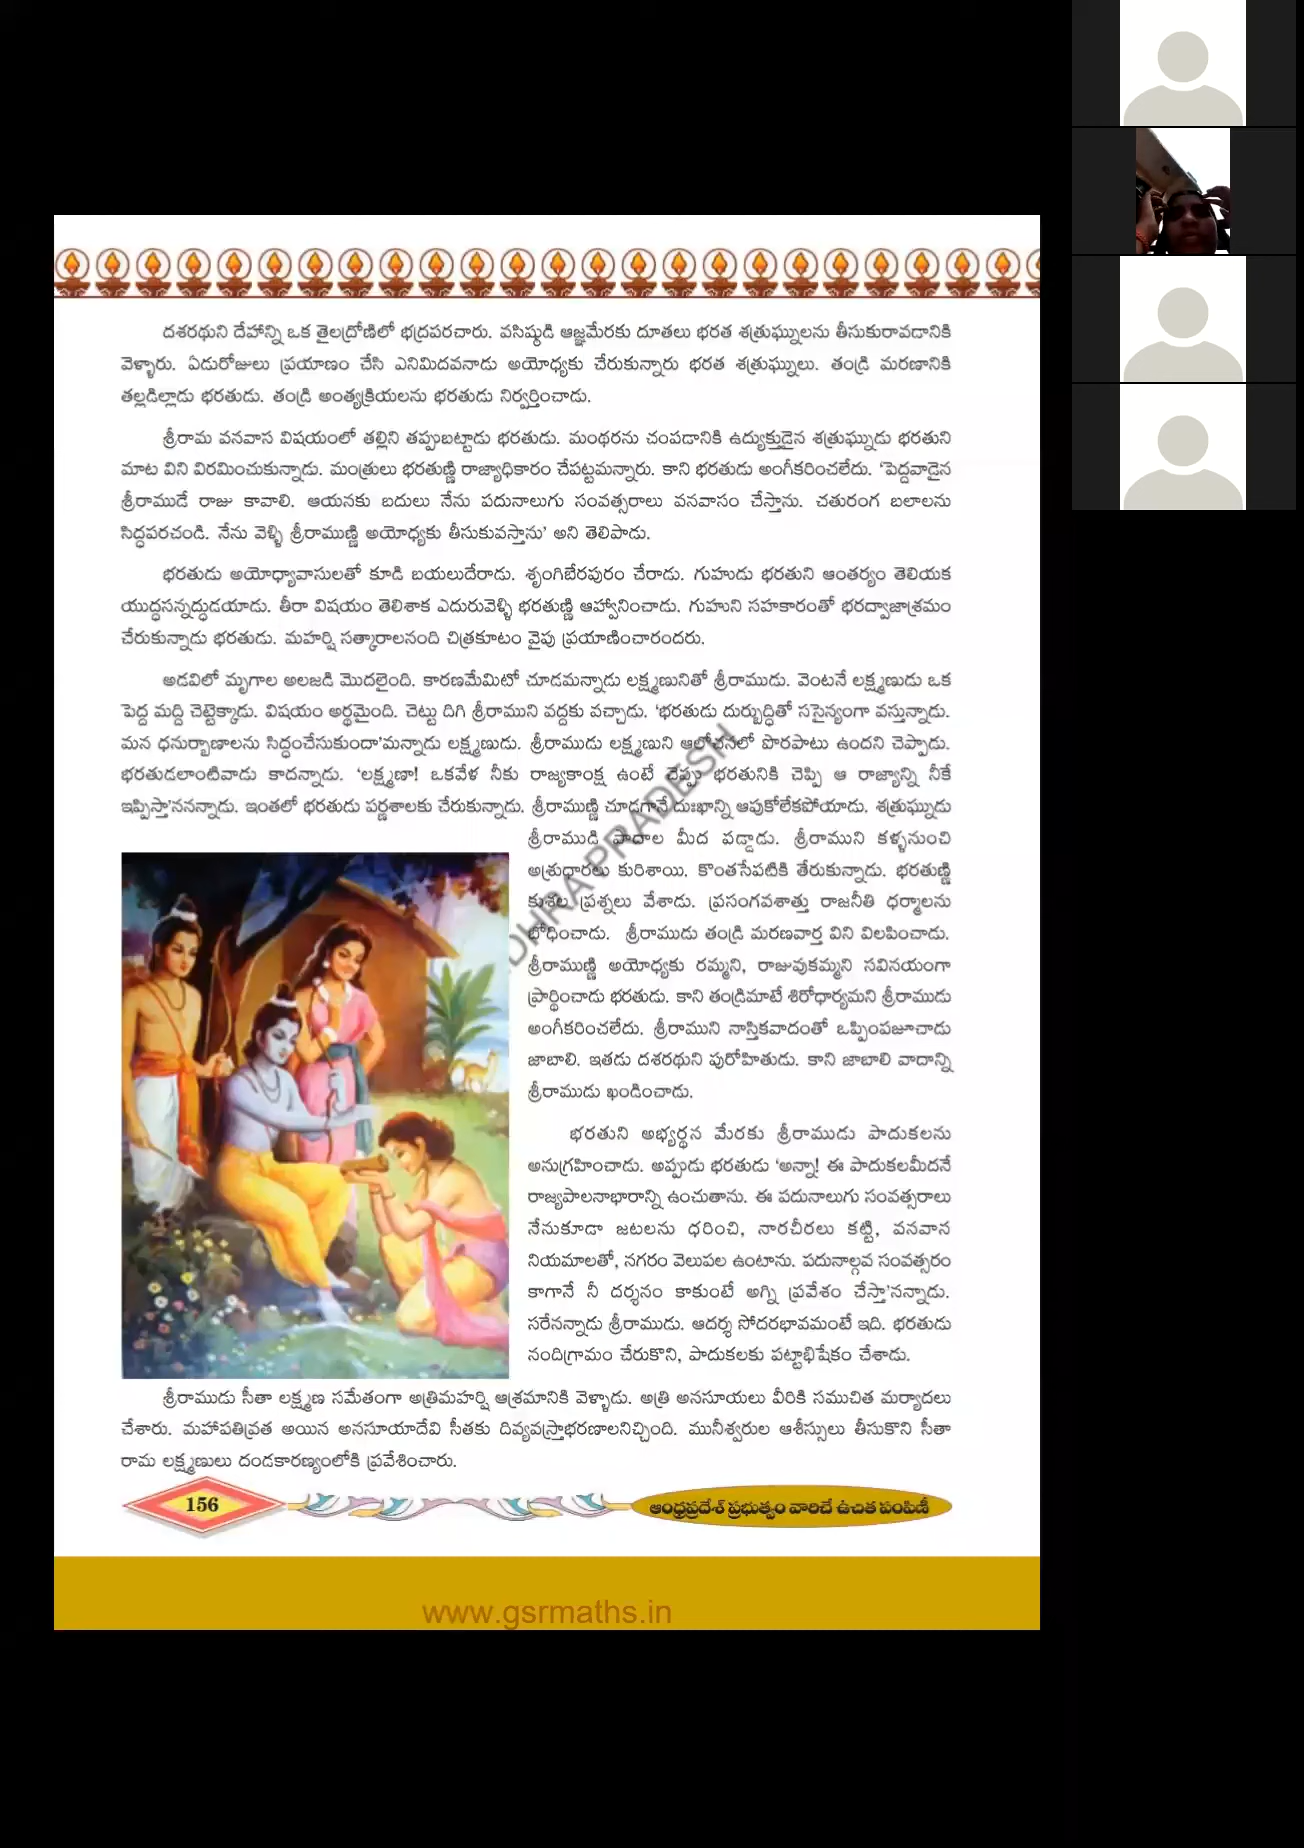 దశరథుని దేహాన్ని ఒక తైలద్రోణిలో భద్రపరచారు. వసిష్ఠుడి ఆజ్ఞమేరకు దూతలు భరత శత్రుఘ్నులను తీసుకురావడానికి
వెళ్ళారు. ఏడురోజులు ప్రయాణం చేసి ఎనిమిదవనాడు అయోధ్యకు చేరుకున్నారు భరత శత్రుఘ్నులు. తండ్రి మరణానికి
తల్లడిల్లాడు భరతుడు. తండ్రి అంత్యక్రియలను భరతుడు నిర్వర్తించాడు.
శ్రీరామ వనవాస విషయంలో తల్లిని తప్పుబట్టాడు భరతుడు. మంథరను చంపడానికి ఉద్యుక్తుడైన శత్రుఘ్నుడు భరతుని
మాట విని విరమించుకున్నాడు. మంత్రులు భరతుణ్ణి రాజ్యాధికారం చేపట్టమన్నారు. కాని భరతుడు అంగీకరించలేదు. ‘పెద్దవాడైన
శ్రీరాముడే రాజు కావాలి. ఆయనకు బదులు నేను పదునాలుగు సంవత్సరాలు వనవాసం చేస్తాను. చతురంగ బలాలను
సిద్ధపరచండి. నేను వెళ్ళి శ్రీరాముణ్ణి అయోధ్యకు తీసుకువస్తాను’ అని తెలిపాడు.
భరతుడు అయోధ్యావాసులతో కూడి బయలుదేరాడు. శృంగిబేరపురం చేరాడు. గుహుడు భరతుని ఆంతర్యం తెలియక
యుద్ధసన్నద్ధుడయాడు. తీరా విషయం తెలిశాక ఎదురువెళ్ళి భరతుణ్ణి ఆహ్వానించాడు. గుహుని సహకారంతో భరద్వాజాశ్రమం
చేరుకున్నాడు భరతుడు. మహర్షి సత్కారాలనంది చిత్రకూటం వైపు ప్రయాణించారందరు.
అడవిలో మృగాల అలజడి మొదలైంది. కారణమేమిటో చూడమన్నాడు లక్ష్మణునితో శ్రీరాముడు. వెంటనే లక్ష్మణుడు ఒక
పెద్ద మద్ది చెట్టెక్కాడు. విషయం అర్థమైంది. చెట్టు దిగి శ్రీరాముని వద్దకు వచ్చాడు. ‘భరతుడు దుర్బుద్ధితో ససైన్యంగా వస్తున్నాడు.
మన ధనుర్బాణాలను సిద్ధంచేసుకుందా’మన్నాడు లక్ష్మణుడు. శ్రీరాముడు లక్ష్మణుని ఆలోచనలో పొరపాటు ఉందని చెప్పాడు.
భరతుడలాంటివాడు కాదన్నాడు. ‘లక్ష్మణా! ఒకవేళ నీకు రాజ్యకాంక్ష ఉంటే చెప్పు భరతునికి చెప్పి ఆ రాజ్యాన్ని నీకే
ఇప్పిస్తా’ననన్నాడు. ఇంతలో భరతుడు పర్ణశాలకు చేరుకున్నాడు. శ్రీరాముణ్ణి చూడగానే దుఃఖాన్ని ఆపుకోలేకపోయాడు. శత్రుఘ్నుడు
శ్రీరాముడి పాదాల మీద పడ్డాడు. శ్రీరాముని కళ్ళనుంచి
అశ్రుధారలు కురిశాయి. కొంతసేపటికి తేరుకున్నాడు. భరతుణ్ణి
కుశల ప్రశ్నలు వేశాడు. ప్రసంగవశాత్తు రాజనీతి ధర్మాలను
బోధించాడు. శ్రీరాముడు తండ్రి మరణవార్త విని విలపించాడు.
శ్రీరాముణ్ణి అయోధ్యకు రమ్మని, రాజువుకమ్మని సవినయంగా
ప్రార్థించాడు భరతుడు. కాని తండ్రిమాటే శిరోధార్యమని శ్రీరాముడు
అంగీకరించలేదు. శ్రీరాముని నాస్తికవాదంతో ఒప్పింపజూచాడు
జాబాలి. ఇతడు దశరథుని పురోహితుడు. కాని జాబాలి వాదాన్ని
శ్రీరాముడు ఖండించాడు.
భరతుని అభ్యర్థన మేరకు శ్రీరాముడు పాదుకలను
అనుగ్రహించాడు. అప్పుడు భరతుడు ‘అన్నా! ఈ పాదుకలమీదనే
రాజ్యపాలనాభారాన్ని ఉంచుతాను. ఈ పదునాలుగు సంవత్సరాలు
నేనుకూడా జటలను ధరించి, నారచీరలు కట్టి, వనవాస
నియమాలతో, నగరం వెలుపల ఉంటాను. పదునాల్గవ సంవత్సరం
కాగానే నీ దర్శనం కాకుంటే అగ్ని ప్రవేశం చేస్తా’నన్నాడు.
సరేనన్నాడు శ్రీరాముడు. ఆదర్శ సోదరభావమంటే ఇది. భరతుడు
నందిగ్రామం చేరుకొని, పాదుకలకు పట్టాభిషేకం చేశాడు.
శ్రీరాముడు సీతా లక్ష్మణ సమేతంగా అత్రిమహర్షి ఆశ్రమానికి వెళ్ళాడు. అత్రి అనసూయలు వీరికి సముచిత మర్యాదలు
చేశారు. మహాపతివ్రత అయిన అనసూయాదేవి సీతకు దివ్యవస్త్రాభరణాలనిచ్చింది. మునీశ్వరుల ఆశీస్సులు తీసుకొని సీతా
రామ లక్ష్మణులు దండకారణ్యంలోకి ప్రవేశించారు.
156
ఆంధ్రప్రదేశ్ ప్రభుత్వం వారిచే ఉచిత పంపిణీ
www.gsrmaths.in